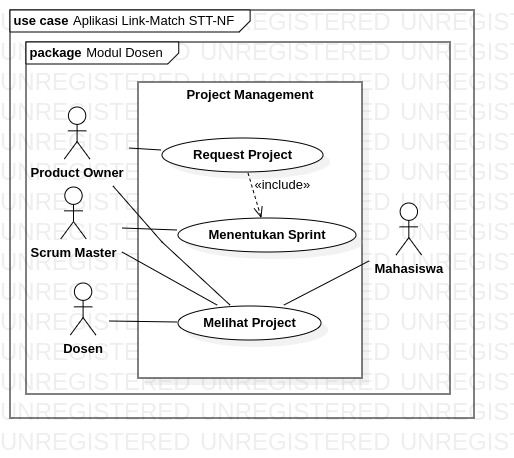 use case Aplikasi Link-Match STT-NF
package Modul Dosen
Project Management
Product Owner
Request Project
«include»
Scrum Master
Menentukan Sprint
Mahasiswa
Dosen
Melihat Project
UNREGISTERED UNREGISTERED UNREGISTERED